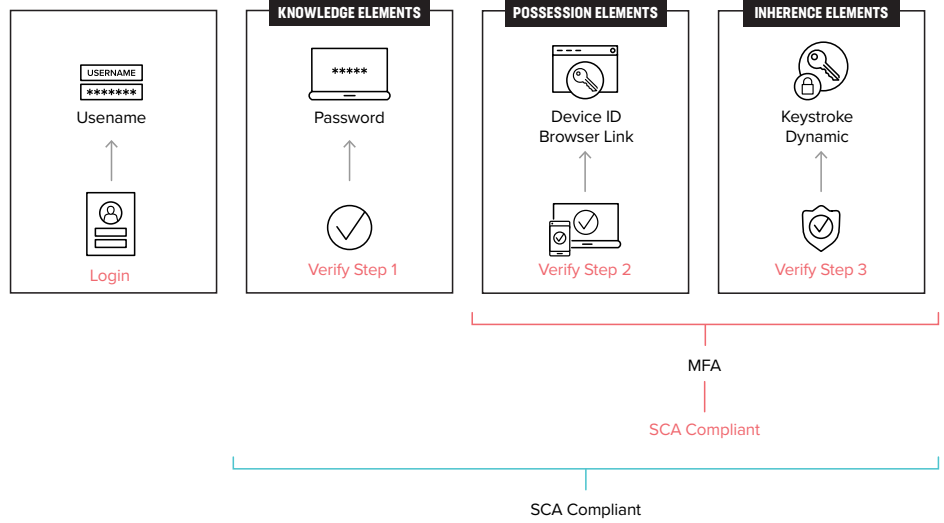 KNOWLEDGE ELEMENTS
POSSESSION ELEMENTS
INHERENCE ELEMENTS
USERNAME
*******
*****
Usename
Password
Device ID
Browser Link
Keystroke
Dynamic
Login
Verify Step 1
Verify Step 2
Verify Step 3
MFA
SCA Compliant
SCA Compliant